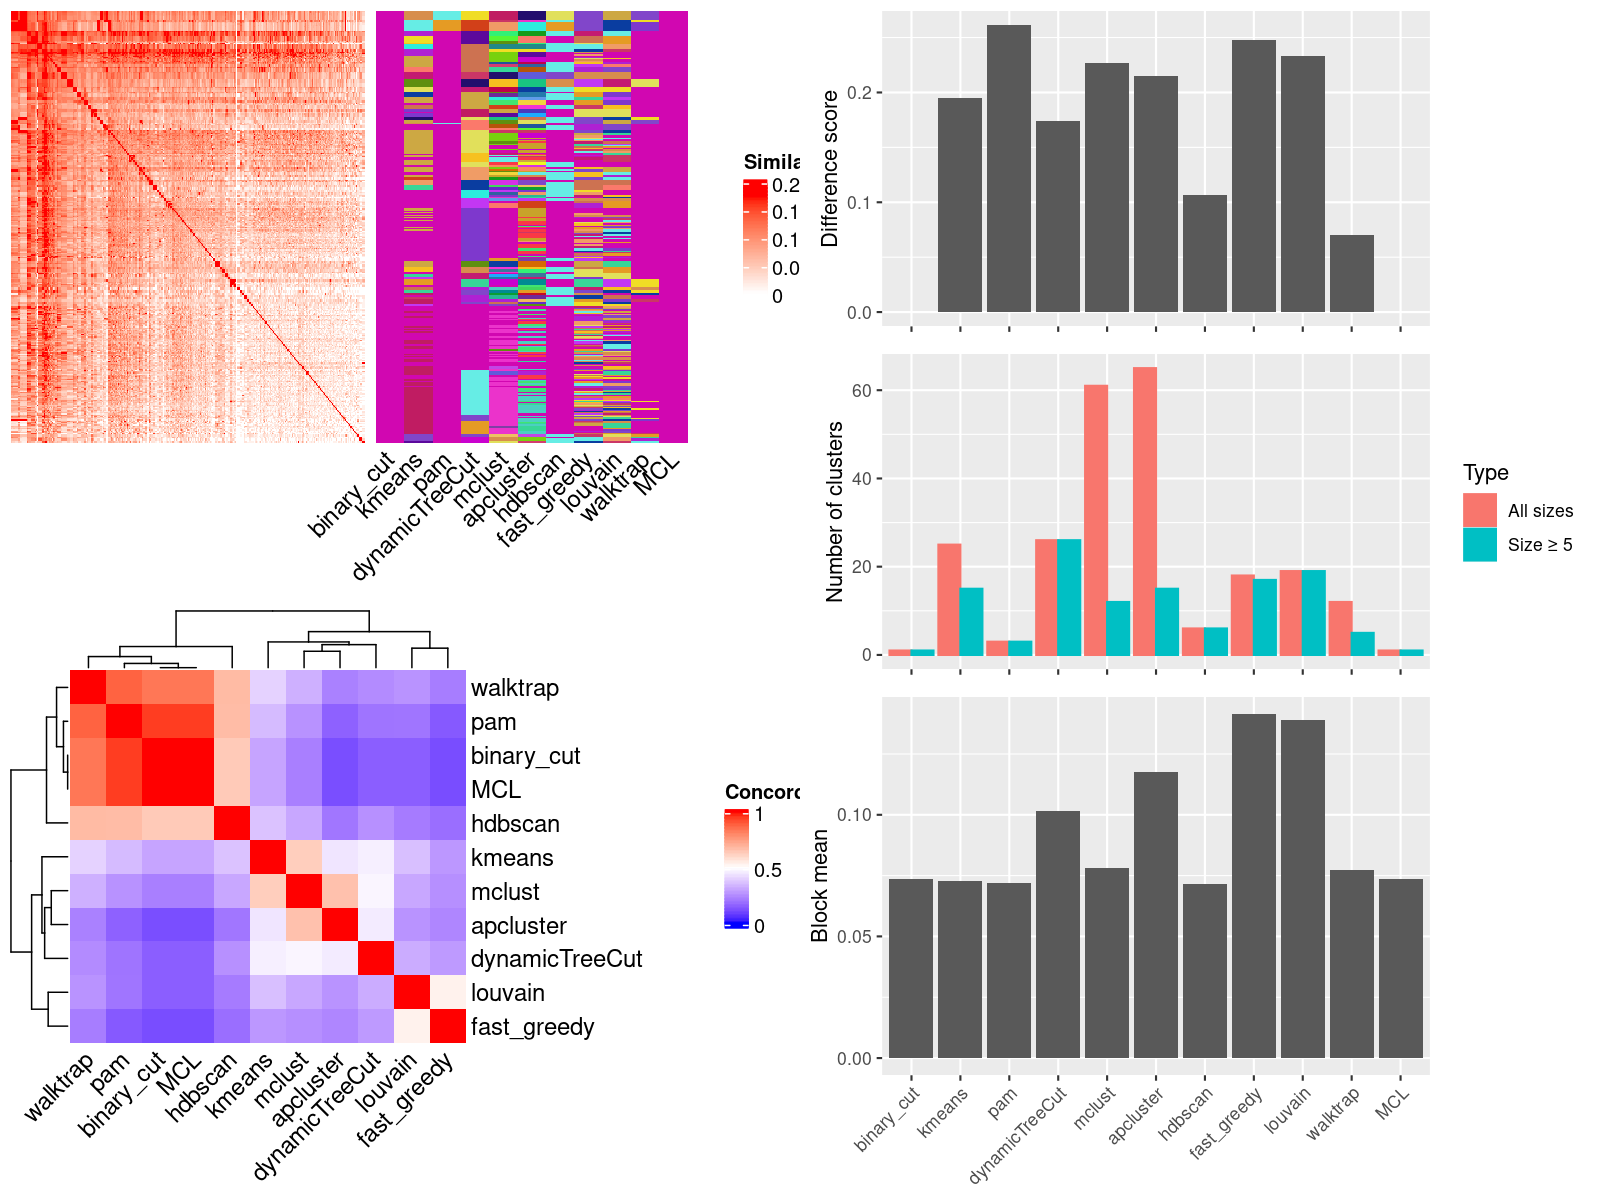 Simila
0.2
0.1
0.1
0.0
0
binary_cut
kmeans
pam
dynamicTreeCut
mclust
apcluster
hdbscan
fast_greedy
louvain
walktrap
MCL
walktrap
pam
binary_cut
MCL
hdbscan
kmeans
mclust
apcluster
dynamicTreeCut
louvain
fast_greedy
walktrap
pam
binary_cut
MCL
hdbscan
kmeans
mclust
apcluster
dynamicTreeCut
louvain
fast_greedy
Concord
1
0.5
0
Difference score
0.2
0.1
0.0
Number of clusters
60
40
20
0
Type
All sizes
Size ≥ 5
Block mean
0.10
0.05
0.00
binary_cut
kmeans
pam
dynamicTreeCut
mclust
apcluster
hdbscan
fast_greedy
louvain
walktrap
MCL